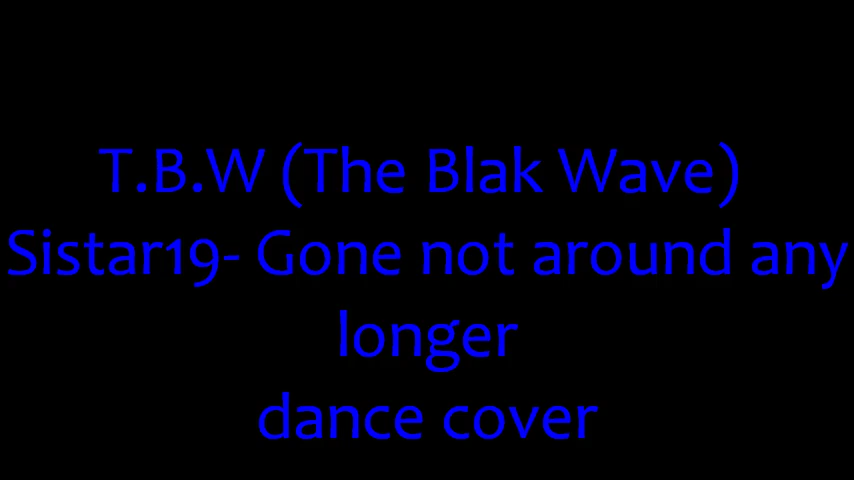 T.B.W (The Blak Wave)
Sistar19- Gone not around any
longer
dance cover